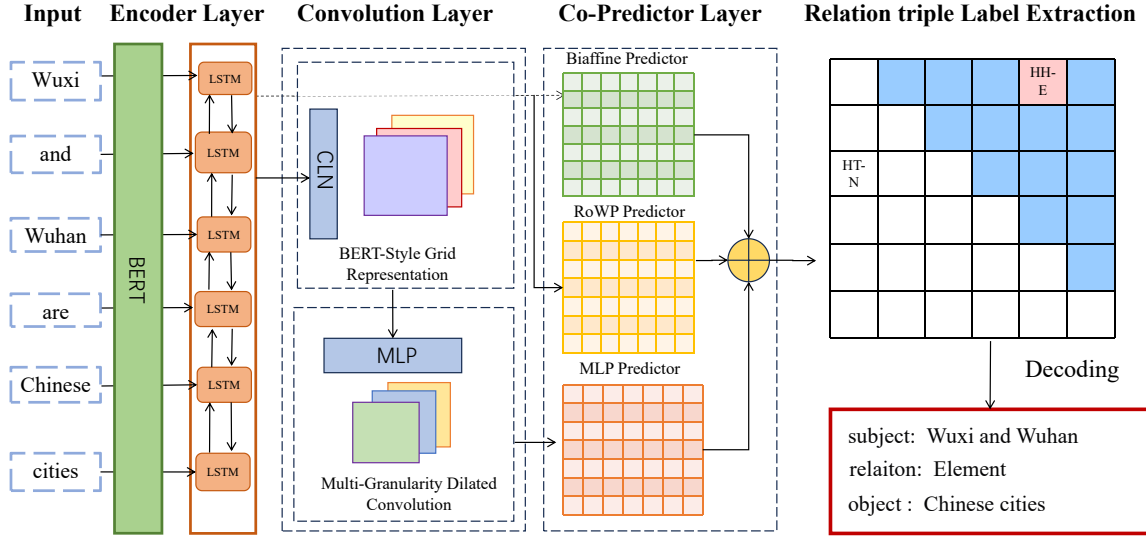 Input
Encoder Layer
Convolution Layer
Co-Predictor Layer
Relation triple Label Extraction
Wuxi
and
Wuhan
are
Chinese
cities
BERT
LSTM
LSTM
LSTM
LSTM
LSTM
LSTM
CLN
BERT-Style Grid
Representation
MLP
Multi-Granularity Dilated
Convolution
Biaffine Predictor
RoWP Predictor
MLP Predictor
HH-
E
HT-
N
Decoding
subject: Wuxi and Wuhan
relaiton: Element
object : Chinese cities